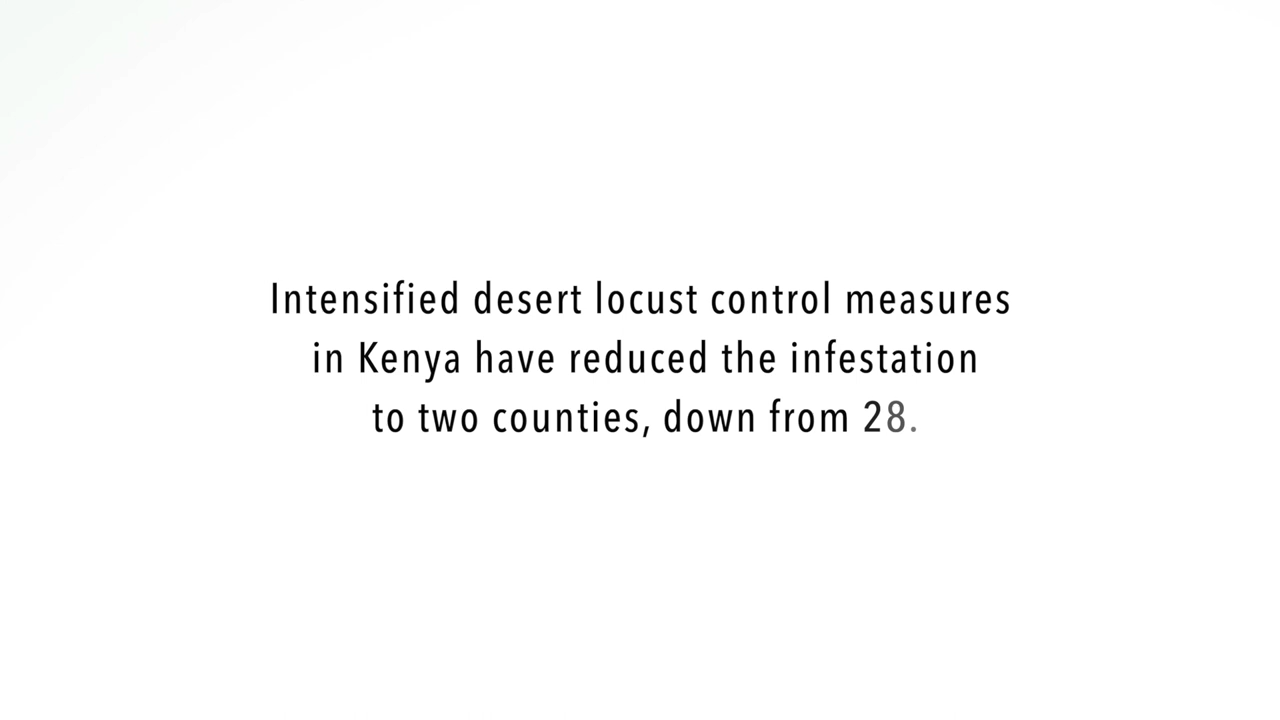 Intensified desert locust control measures
in Kenya have reduced the infestation
to two counties, down from 28.